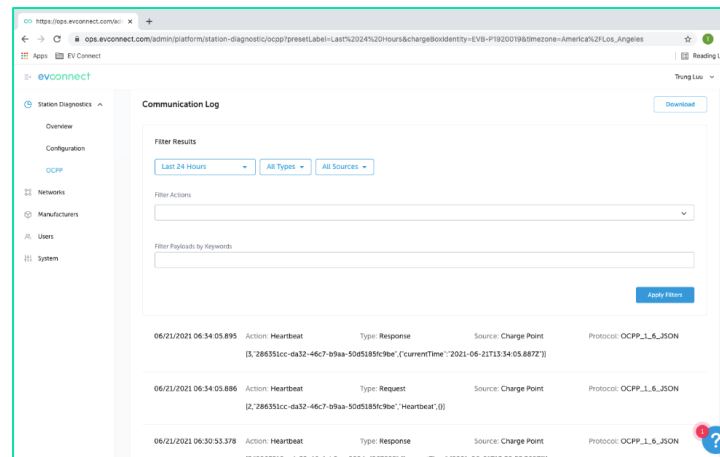 https://ops.evconnect.com/adm
ops.evconnect.com/admin/platform/station-diagnostic/ocpp?presetLabel=Last%2024%20Hours&chargeBoxIdentity=EVB-P1920019&timezone=America%2FLos_Angeles
Apps EV Connect Reading L
evconnect Trung Luu
Station Diagnostics Communication Log Download
Overview
Filter Results
Configuration
Last 24 Hours All Types All Sources
OCPP
Networks Filter Actions
Manufacturers
Users
Filter Payloads by Keywords
System
Apply Filters
06/21/2021 06:34:05.895 Action: Heartbeat Type: Response Source: Charge Point Protocol: OCPP_1_6_JSON
[3,"286351cc-da32-46c7-b9aa-50d5185fc9be",{"currentTime":"2021-06-21T13:34:05.887Z"}]
06/21/2021 06:34:05.886 Action: Heartbeat Type: Request Source: Charge Point Protocol: OCPP_1_6_JSON
[2,"286351cc-da32-46c7-b9aa-50d5185fc9be","Heartbeat",{}]
1
?
06/21/2021 06:30:53.378 Action: Heartbeat Type: Response Source: Charge Point Protocol: OCPP_1_6_JSON